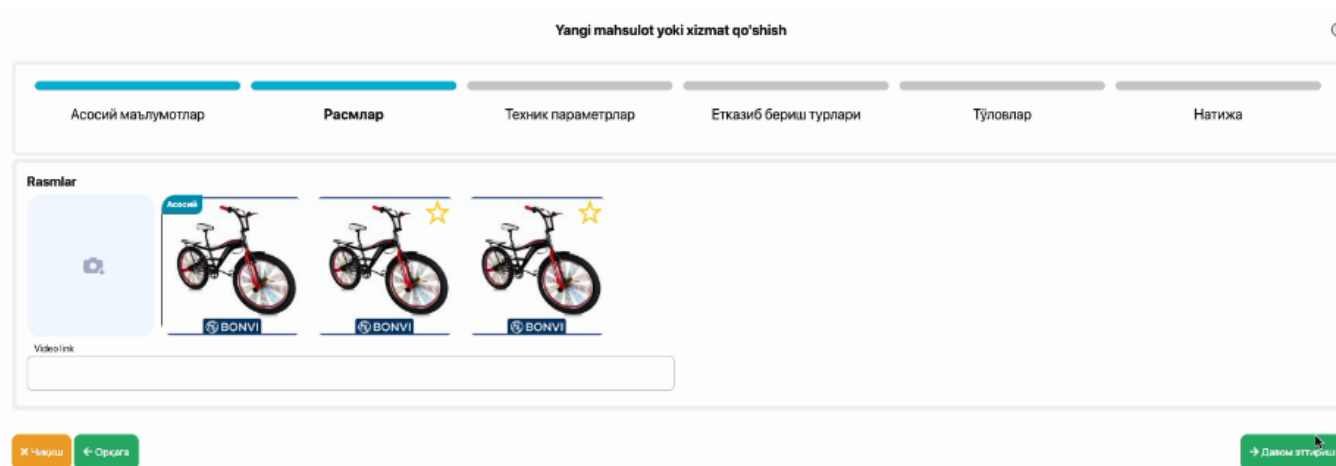 Yangi mahsulot yoki xizmat qo'shish
Асосий маълумотлар
Расмлар
Техник параметрлар
Етказиб бериш турлари
Тўловлар
Натижа
Rasmlar
Асосий
BONVI
BONVI
BONVI
Video link
Чиқиш
Орқага
Давом эттириш